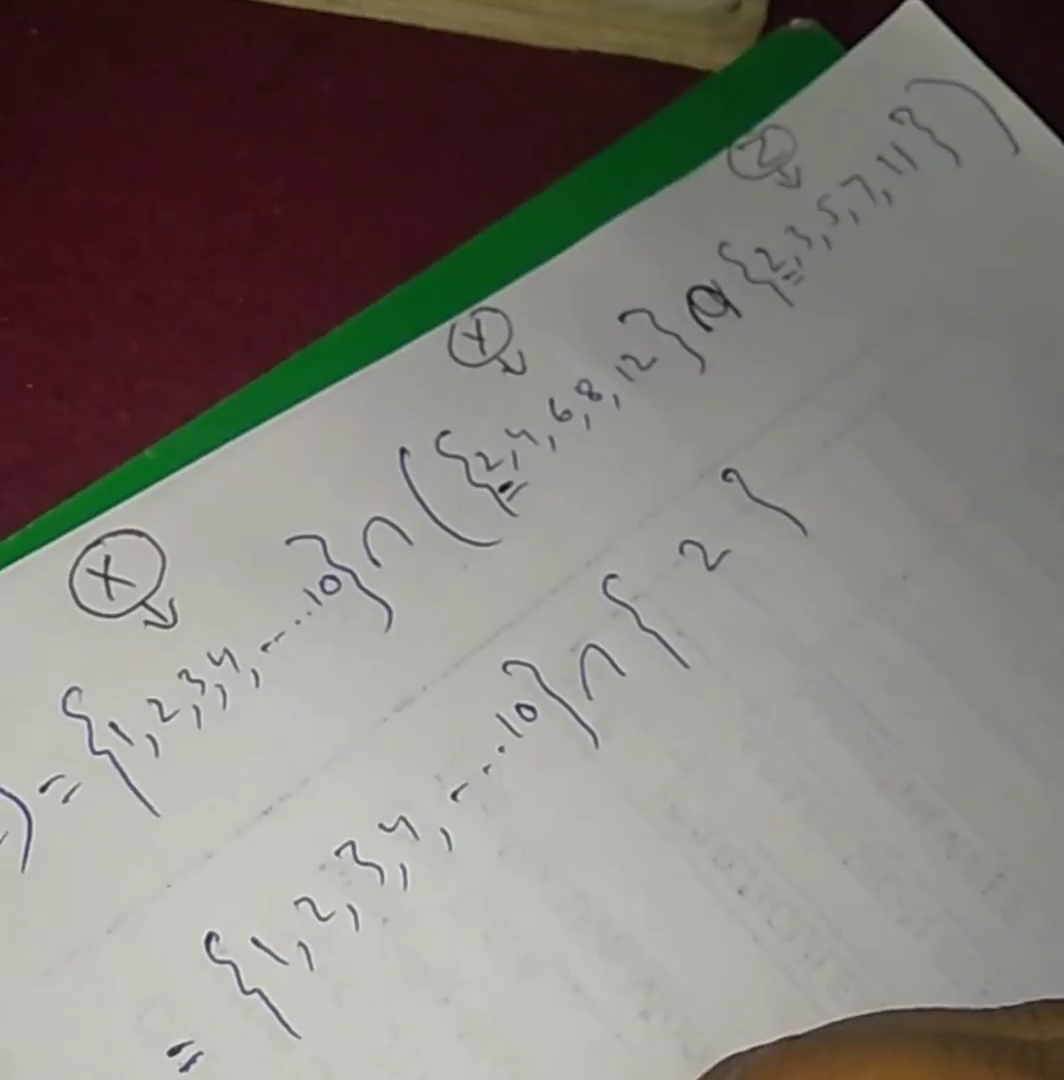 X Y Z
) = {1, 2, 3, 4, ....10} ∩ ({2, 4, 6, 8, 12} ∩ {2, 3, 5, 7, 11})
= {1, 2, 3, 4, ....10} ∩ { 2 }